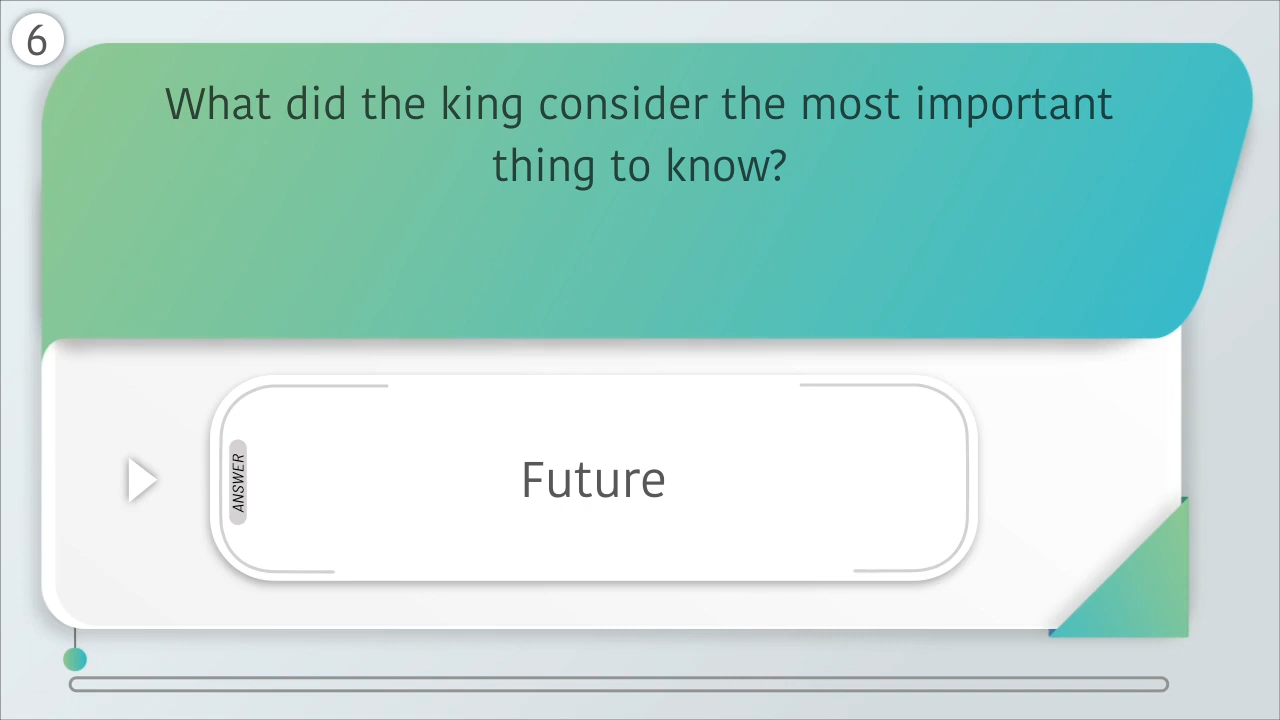 6
What did the king consider the most important
thing to know?
ANSWER
Future